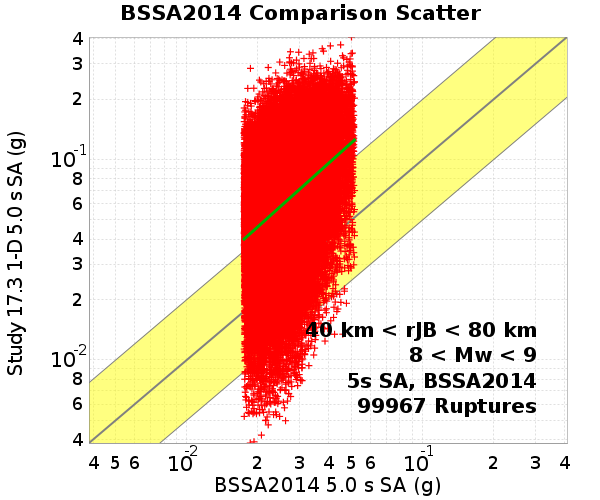 BSSA2014 Comparison Scatter
4
3
2
10-1
8
6
4
3
2
10-2
8
6
4
Study 17.3 1-D 5.0 s SA (g)
40 km < rJB < 80 km
8 < Mw < 9
5s SA, BSSA2014
99967 Ruptures
4 5 6 10-2 2 3 4 5 6 10-1 2 3 4
BSSA2014 5.0 s SA (g)